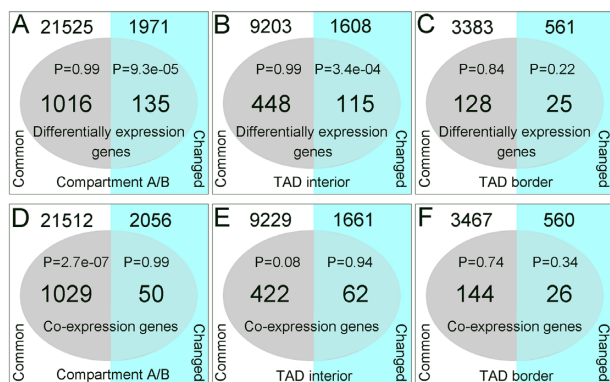 A 21525 1971
P=0.99 P=9.3e-05
1016 135
Differentially expression
genes
Common
Changed
Compartment A/B
B 9203 1608
P=0.99 P=3.4e-04
448 115
Differentially expression
genes
Common
Changed
TAD interior
C 3383 561
P=0.84 P=0.22
128 25
Differentially expression
genes
Common
Changed
TAD border
D 21512 2056
P=2.7e-07 P=0.99
1029 50
Co-expression genes
Common
Changed
Compartment A/B
E 9229 1661
P=0.08 P=0.94
422 62
Co-expression genes
Common
Changed
TAD interior
F 3467 560
P=0.74 P=0.34
144 26
Co-expression genes
Common
Changed
TAD border